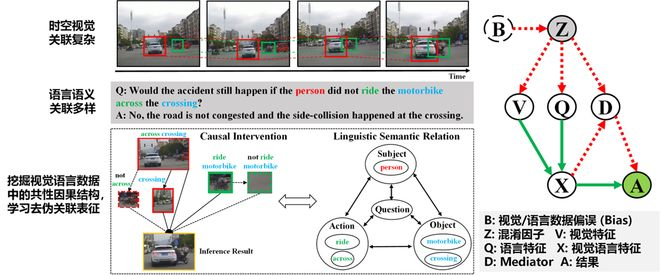 时空视觉
关联复杂
Time
语言语义
关联多样
Q: Would the accident still happen if the person did not ride the motorbike
across the crossing?
A: No, the road is not congested and the side-collision happened at the crossing.
挖掘视觉语言数据
中的共性因果结构,
学习去伪关联表征
across crossing
Causal Intervention
not
across
crossing
ride
motorbike
not ride
motorbike
Inference Result
Linguistic Semantic Relation
Subject
person
Question
Action
ride
across
Object
motorbike
crossing
B
Z
V
Q
D
X
A
B: 视觉/语言数据偏误 (Bias)
Z: 混淆因子 V: 视觉特征
Q: 语言特征 X: 视觉语言特征
D: Mediator A: 结果